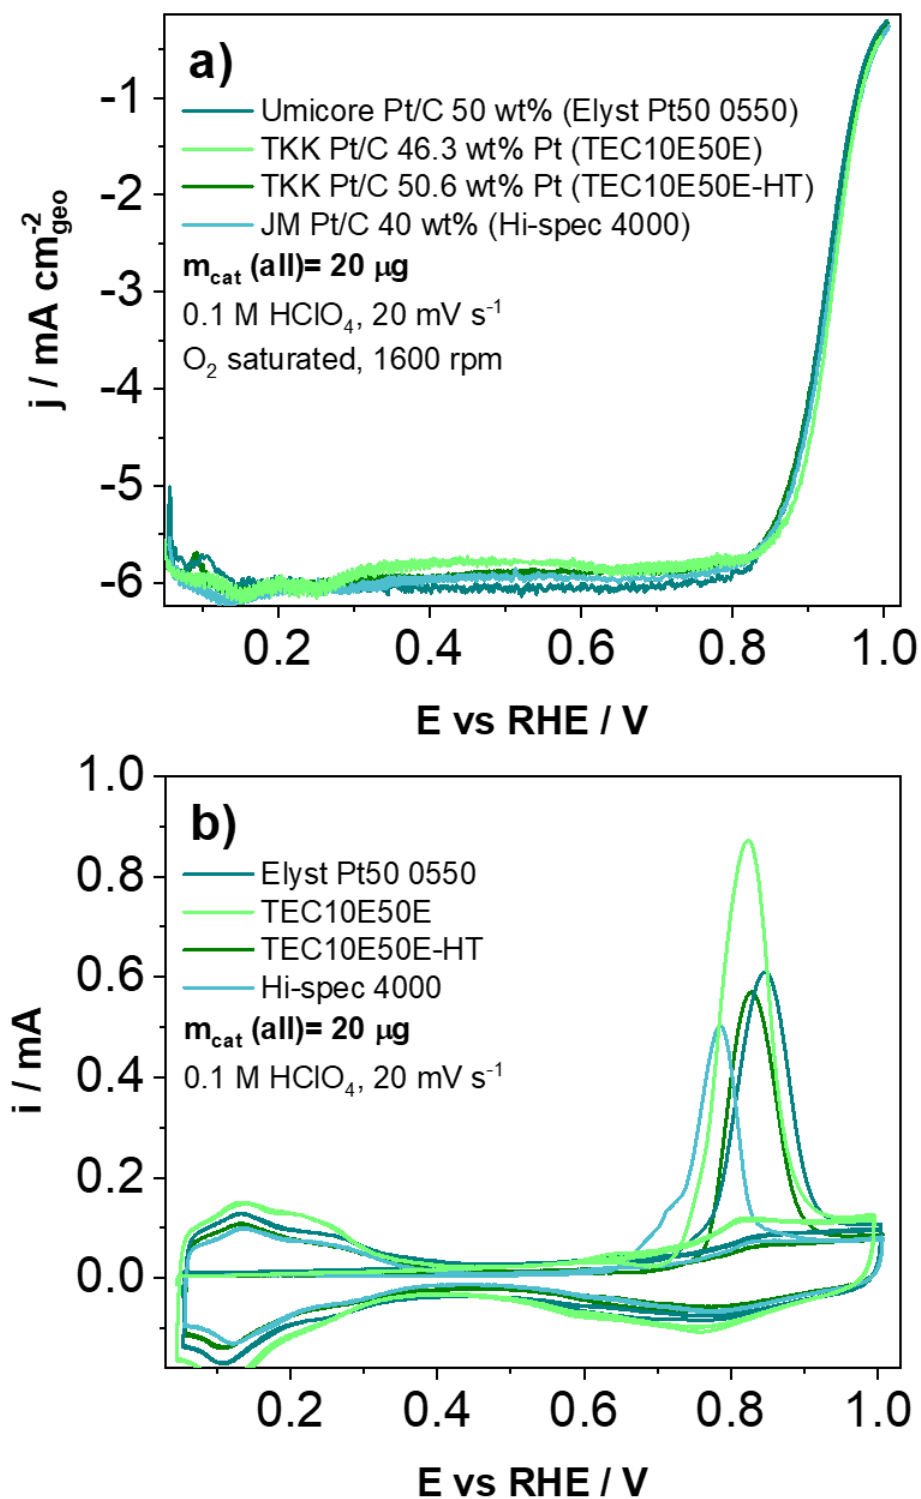 a)
Umicore Pt/C 50 wt% (Elyst Pt50 0550)
TKK Pt/C 46.3 wt% Pt (TEC10E50E)
TKK Pt/C 50.6 wt% Pt (TEC10E50E-HT)
JM Pt/C 40 wt% (Hi-spec 4000)
m_cat (all)= 20 µg
0.1 M HClO₄, 20 mV s⁻¹
O₂ saturated, 1600 rpm
j / mA cm⁻²_geo
-1
-2
-3
-4
-5
-6
0.2 0.4 0.6 0.8 1.0
E vs RHE / V
b)
Elyst Pt50 0550
TEC10E50E
TEC10E50E-HT
Hi-spec 4000
m_cat (all)= 20 µg
0.1 M HClO₄, 20 mV s⁻¹
i / mA
1.0
0.8
0.6
0.4
0.2
0.0
0.2 0.4 0.6 0.8 1.0
E vs RHE / V